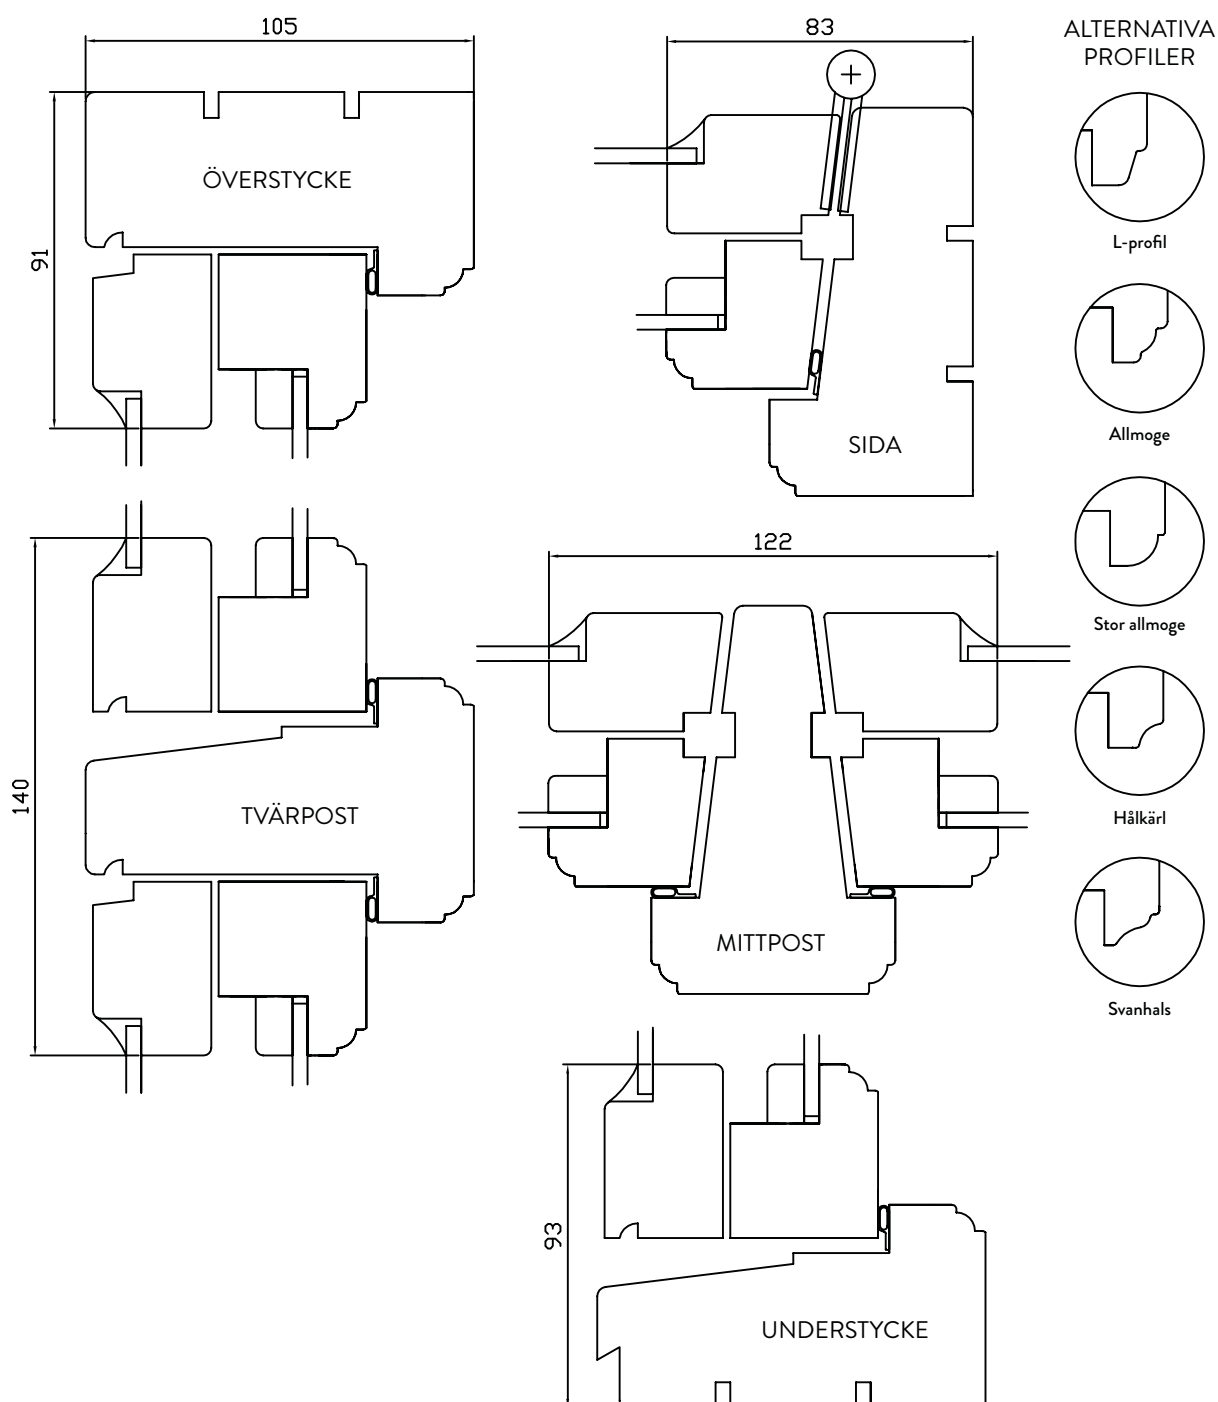 105
91
ÖVERSTYCKE
83
SIDA
ALTERNATIVA
PROFILER
L-profil
Allmoge
Stor allmoge
Hålkärl
Svanhals
140
TVÄRPOST
122
MITTPOST
93
UNDERSTYCKE